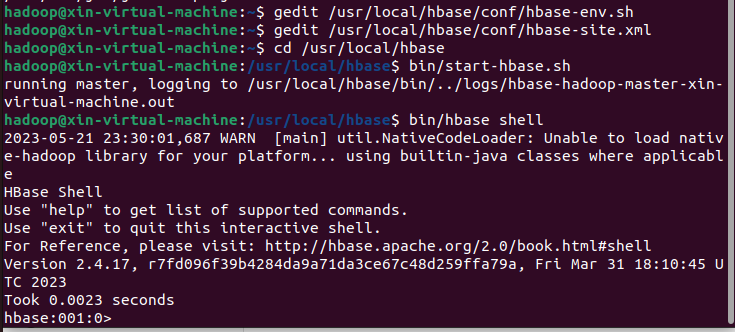 hadoop@xin-virtual-machine:~$ gedit /usr/local/hbase/conf/hbase-env.sh
hadoop@xin-virtual-machine:~$ gedit /usr/local/hbase/conf/hbase-site.xml
hadoop@xin-virtual-machine:~$ cd /usr/local/hbase
hadoop@xin-virtual-machine:/usr/local/hbase$ bin/start-hbase.sh
running master, logging to /usr/local/hbase/bin/../logs/hbase-hadoop-master-xin-
virtual-machine.out
hadoop@xin-virtual-machine:/usr/local/hbase$ bin/hbase shell
2023-05-21 23:30:01,687 WARN  [main] util.NativeCodeLoader: Unable to load nativ
e-hadoop library for your platform... using builtin-java classes where applicabl
e
HBase Shell
Use "help" to get list of supported commands.
Use "exit" to quit this interactive shell.
For Reference, please visit: http://hbase.apache.org/2.0/book.html#shell
Version 2.4.17, r7fd096f39b4284da9a71da3ce67c48d259ffa79a, Fri Mar 31 18:10:45 U
TC 2023
Took 0.0023 seconds
hbase:001:0>